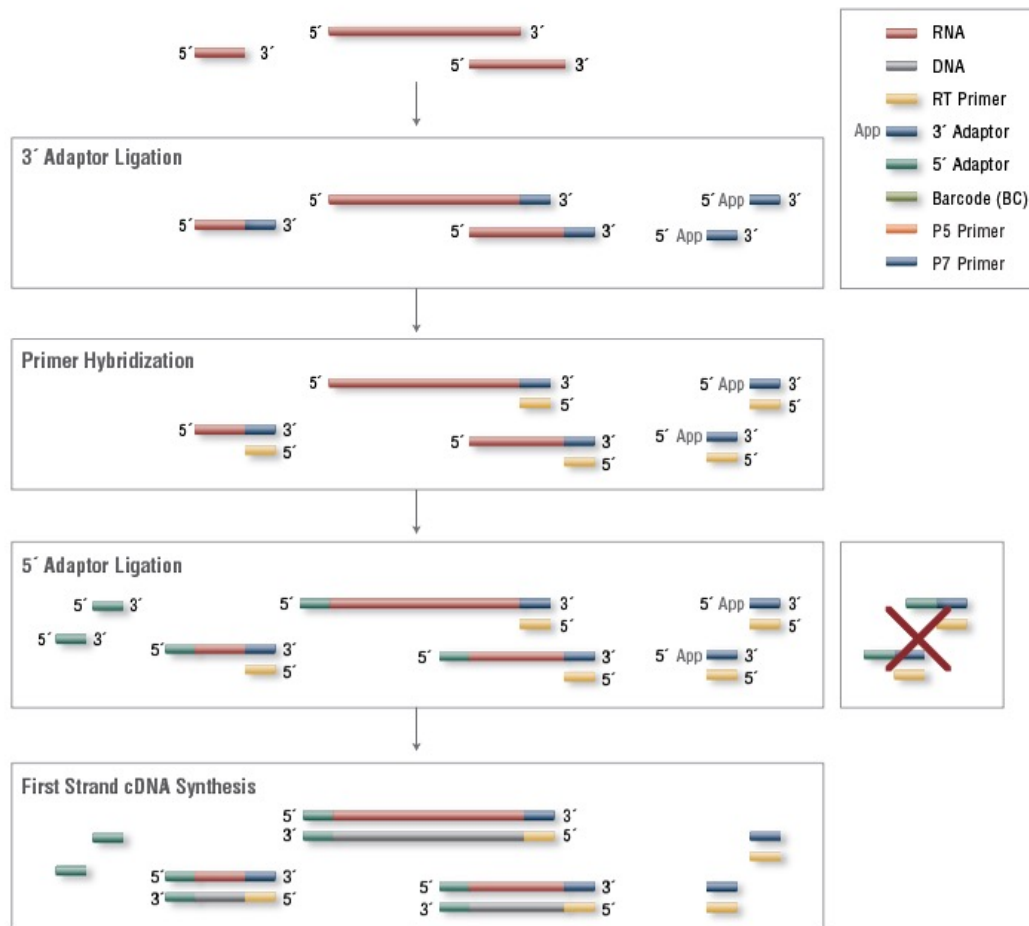 5´ 3´
5´ 3´
5´ 3´
RNA
DNA
RT Primer
App 3´ Adaptor
5´ Adaptor
Barcode (BC)
P5 Primer
P7 Primer
3´ Adaptor Ligation
5´ 3´
5´ App 3´
5´ 3´
5´ 3´
5´ App 3´
Primer Hybridization
5´ 3´
5´
5´ App 3´
5´
5´ 3´
5´
5´ 3´
5´
5´ App 3´
5´
5´ Adaptor Ligation
5´ 3´
5´ 3´
5´ 3´
5´
5´ App 3´
5´
5´ 3´
5´
5´ 3´
5´
5´ App 3´
5´
First Strand cDNA Synthesis
5´ 3´
3´ 5´
5´ 3´
3´ 5´
5´ 3´
3´ 5´